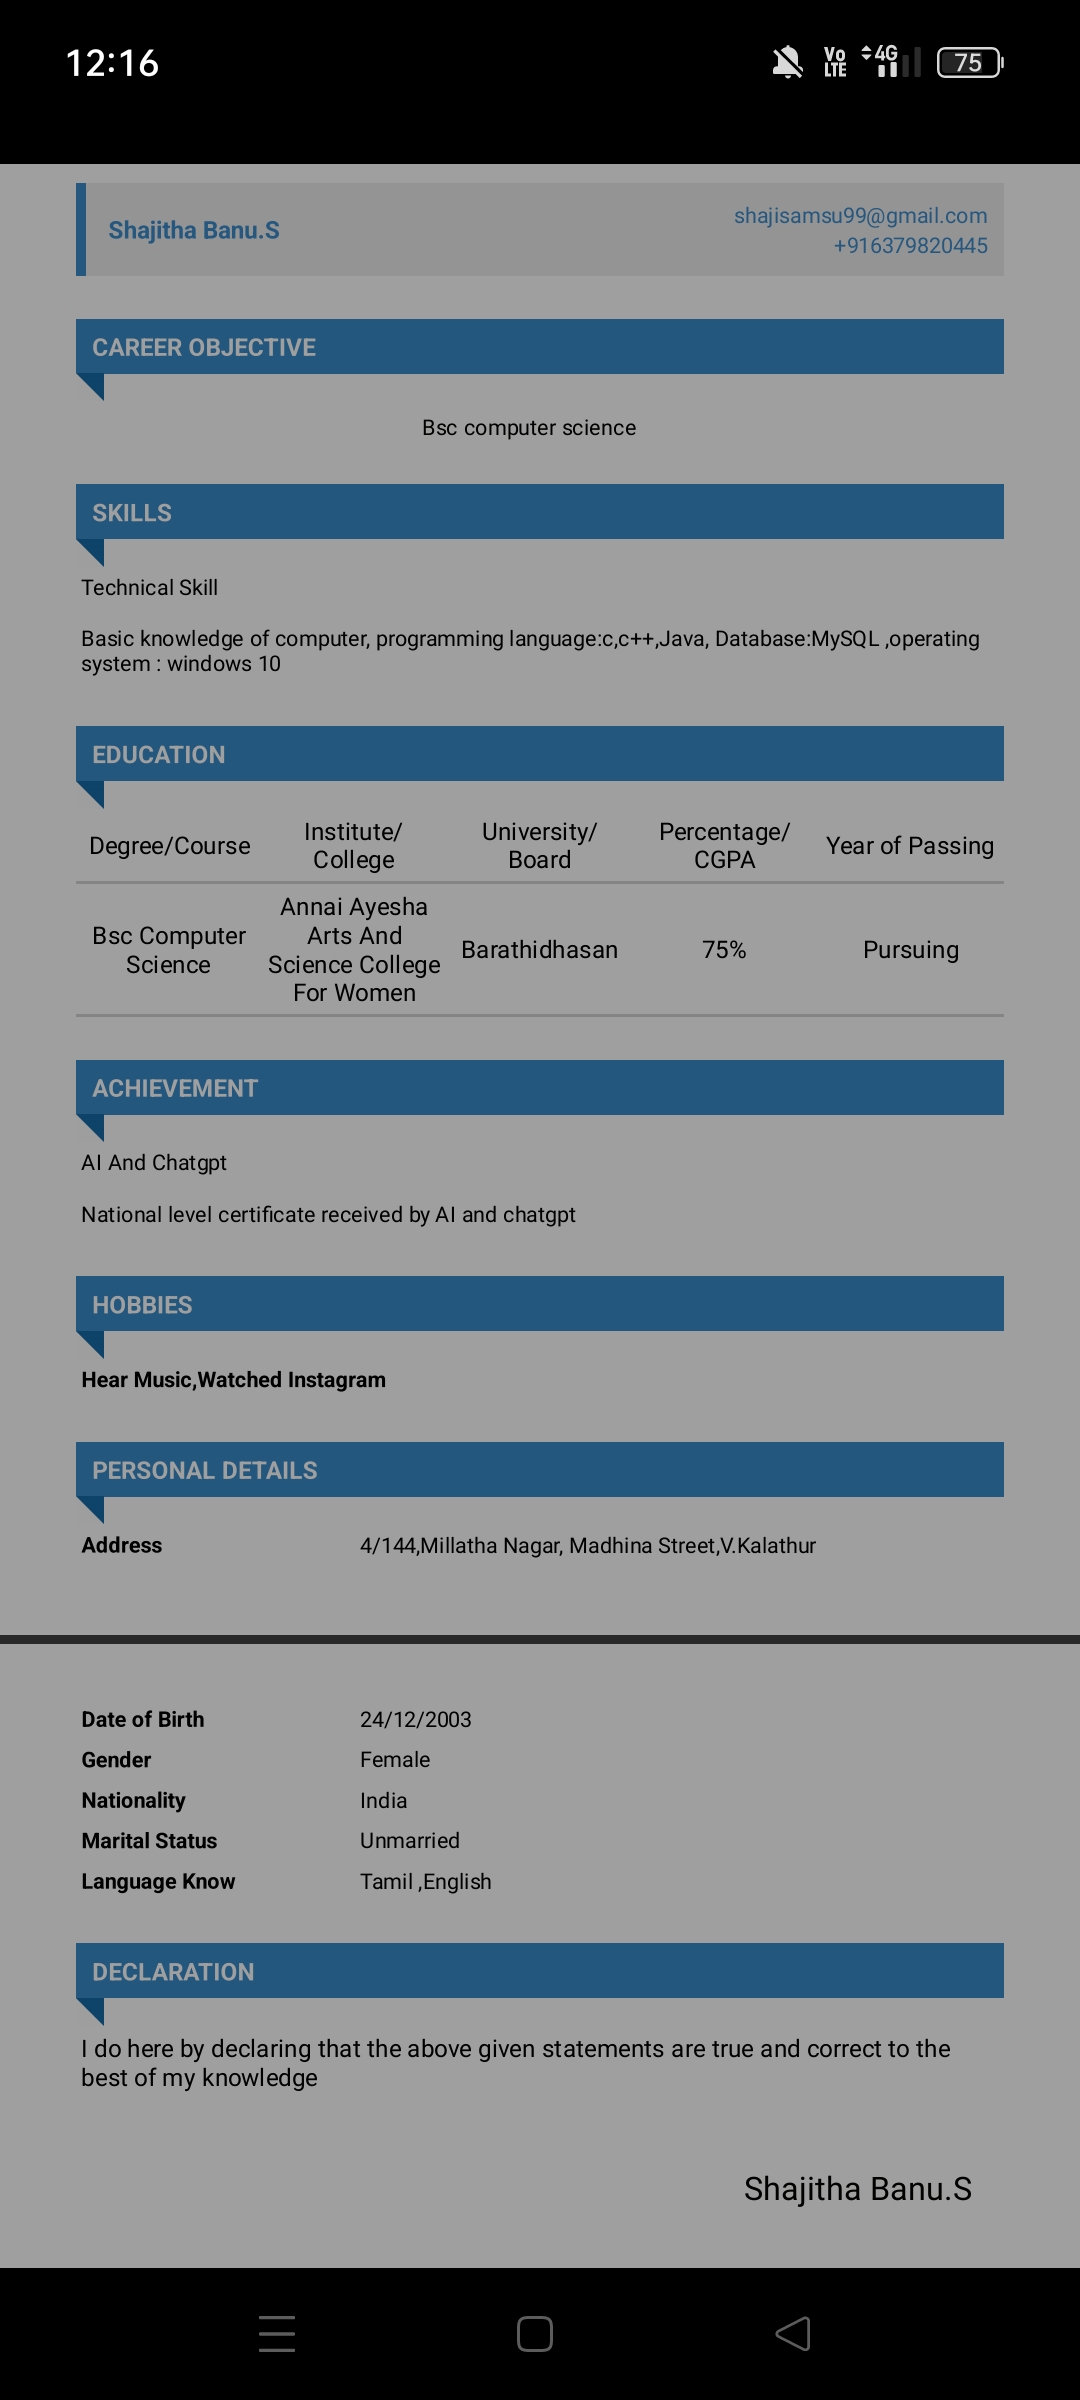 12:16
Vo LTE 4G 75
Shajitha Banu.S
shajisamsu99@gmail.com
+916379820445
CAREER OBJECTIVE
Bsc computer science
SKILLS
Technical Skill
Basic knowledge of computer, programming language:c,c++,Java, Database:MySQL ,operating
system : windows 10
EDUCATION
Degree/Course Institute/ College University/ Board Percentage/ CGPA Year of Passing
Bsc Computer Science Annai Ayesha Arts And Science College For Women Barathidhasan 75% Pursuing
ACHIEVEMENT
AI And Chatgpt
National level certificate received by AI and chatgpt
HOBBIES
Hear Music,Watched Instagram
PERSONAL DETAILS
Address 4/144,Millatha Nagar, Madhina Street,V.Kalathur
Date of Birth 24/12/2003
Gender Female
Nationality India
Marital Status Unmarried
Language Know Tamil ,English
DECLARATION
I do here by declaring that the above given statements are true and correct to the
best of my knowledge
Shajitha Banu.S